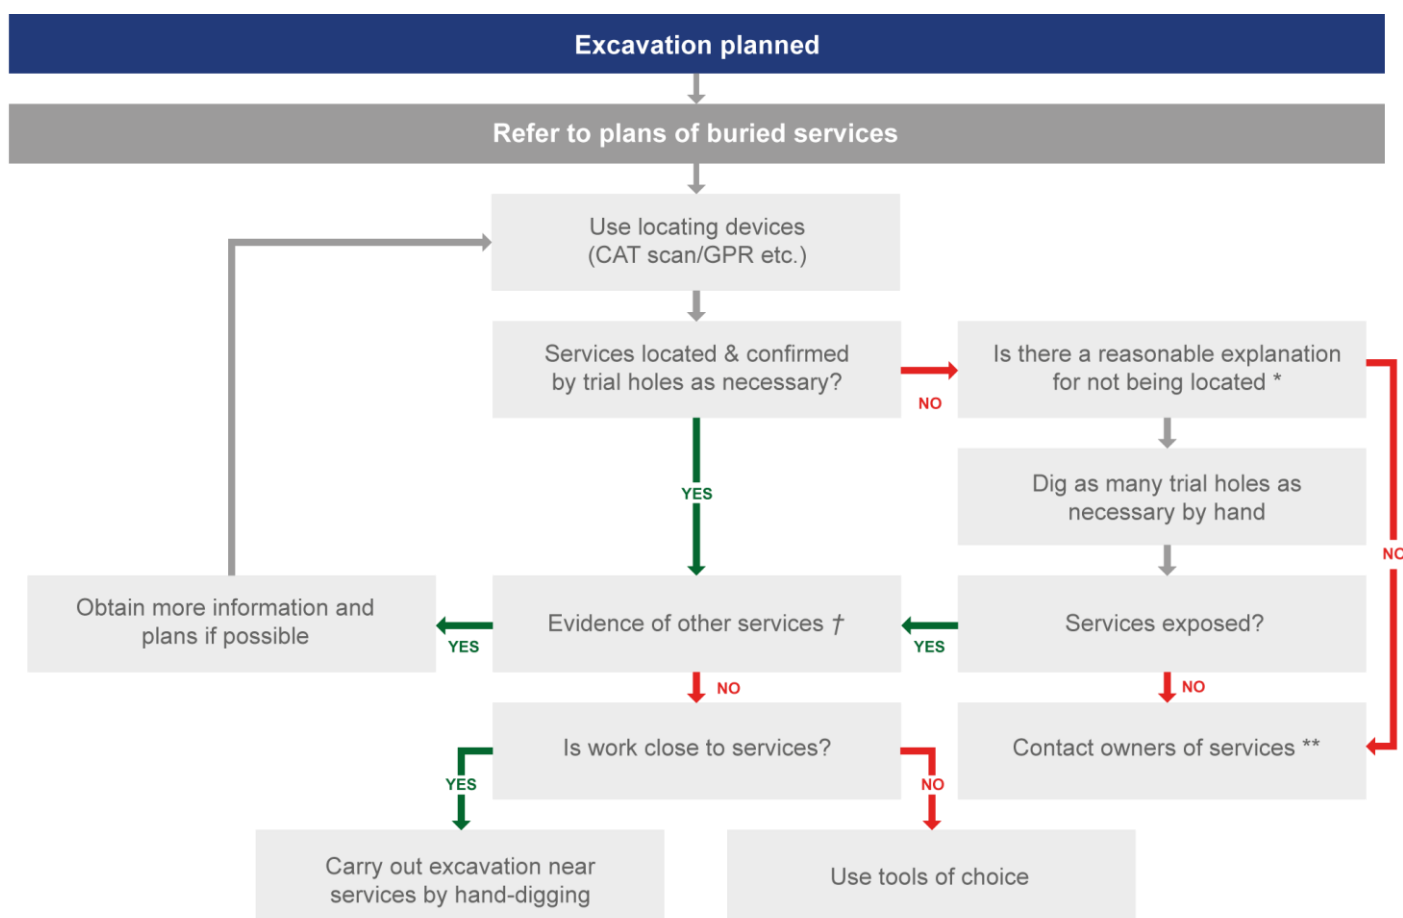 Excavation planned
Refer to plans of buried services
Use locating devices
(CAT scan/GPR etc.)
Services located & confirmed
by trial holes as necessary?
NO
Is there a reasonable explanation
for not being located *
YES
Dig as many trial holes as
necessary by hand
NO
Obtain more information and
plans if possible
YES
Evidence of other services †
YES
Services exposed?
NO
NO
Is work close to services?
Contact owners of services **
YES
NO
Carry out excavation near
services by hand-digging
Use tools of choice